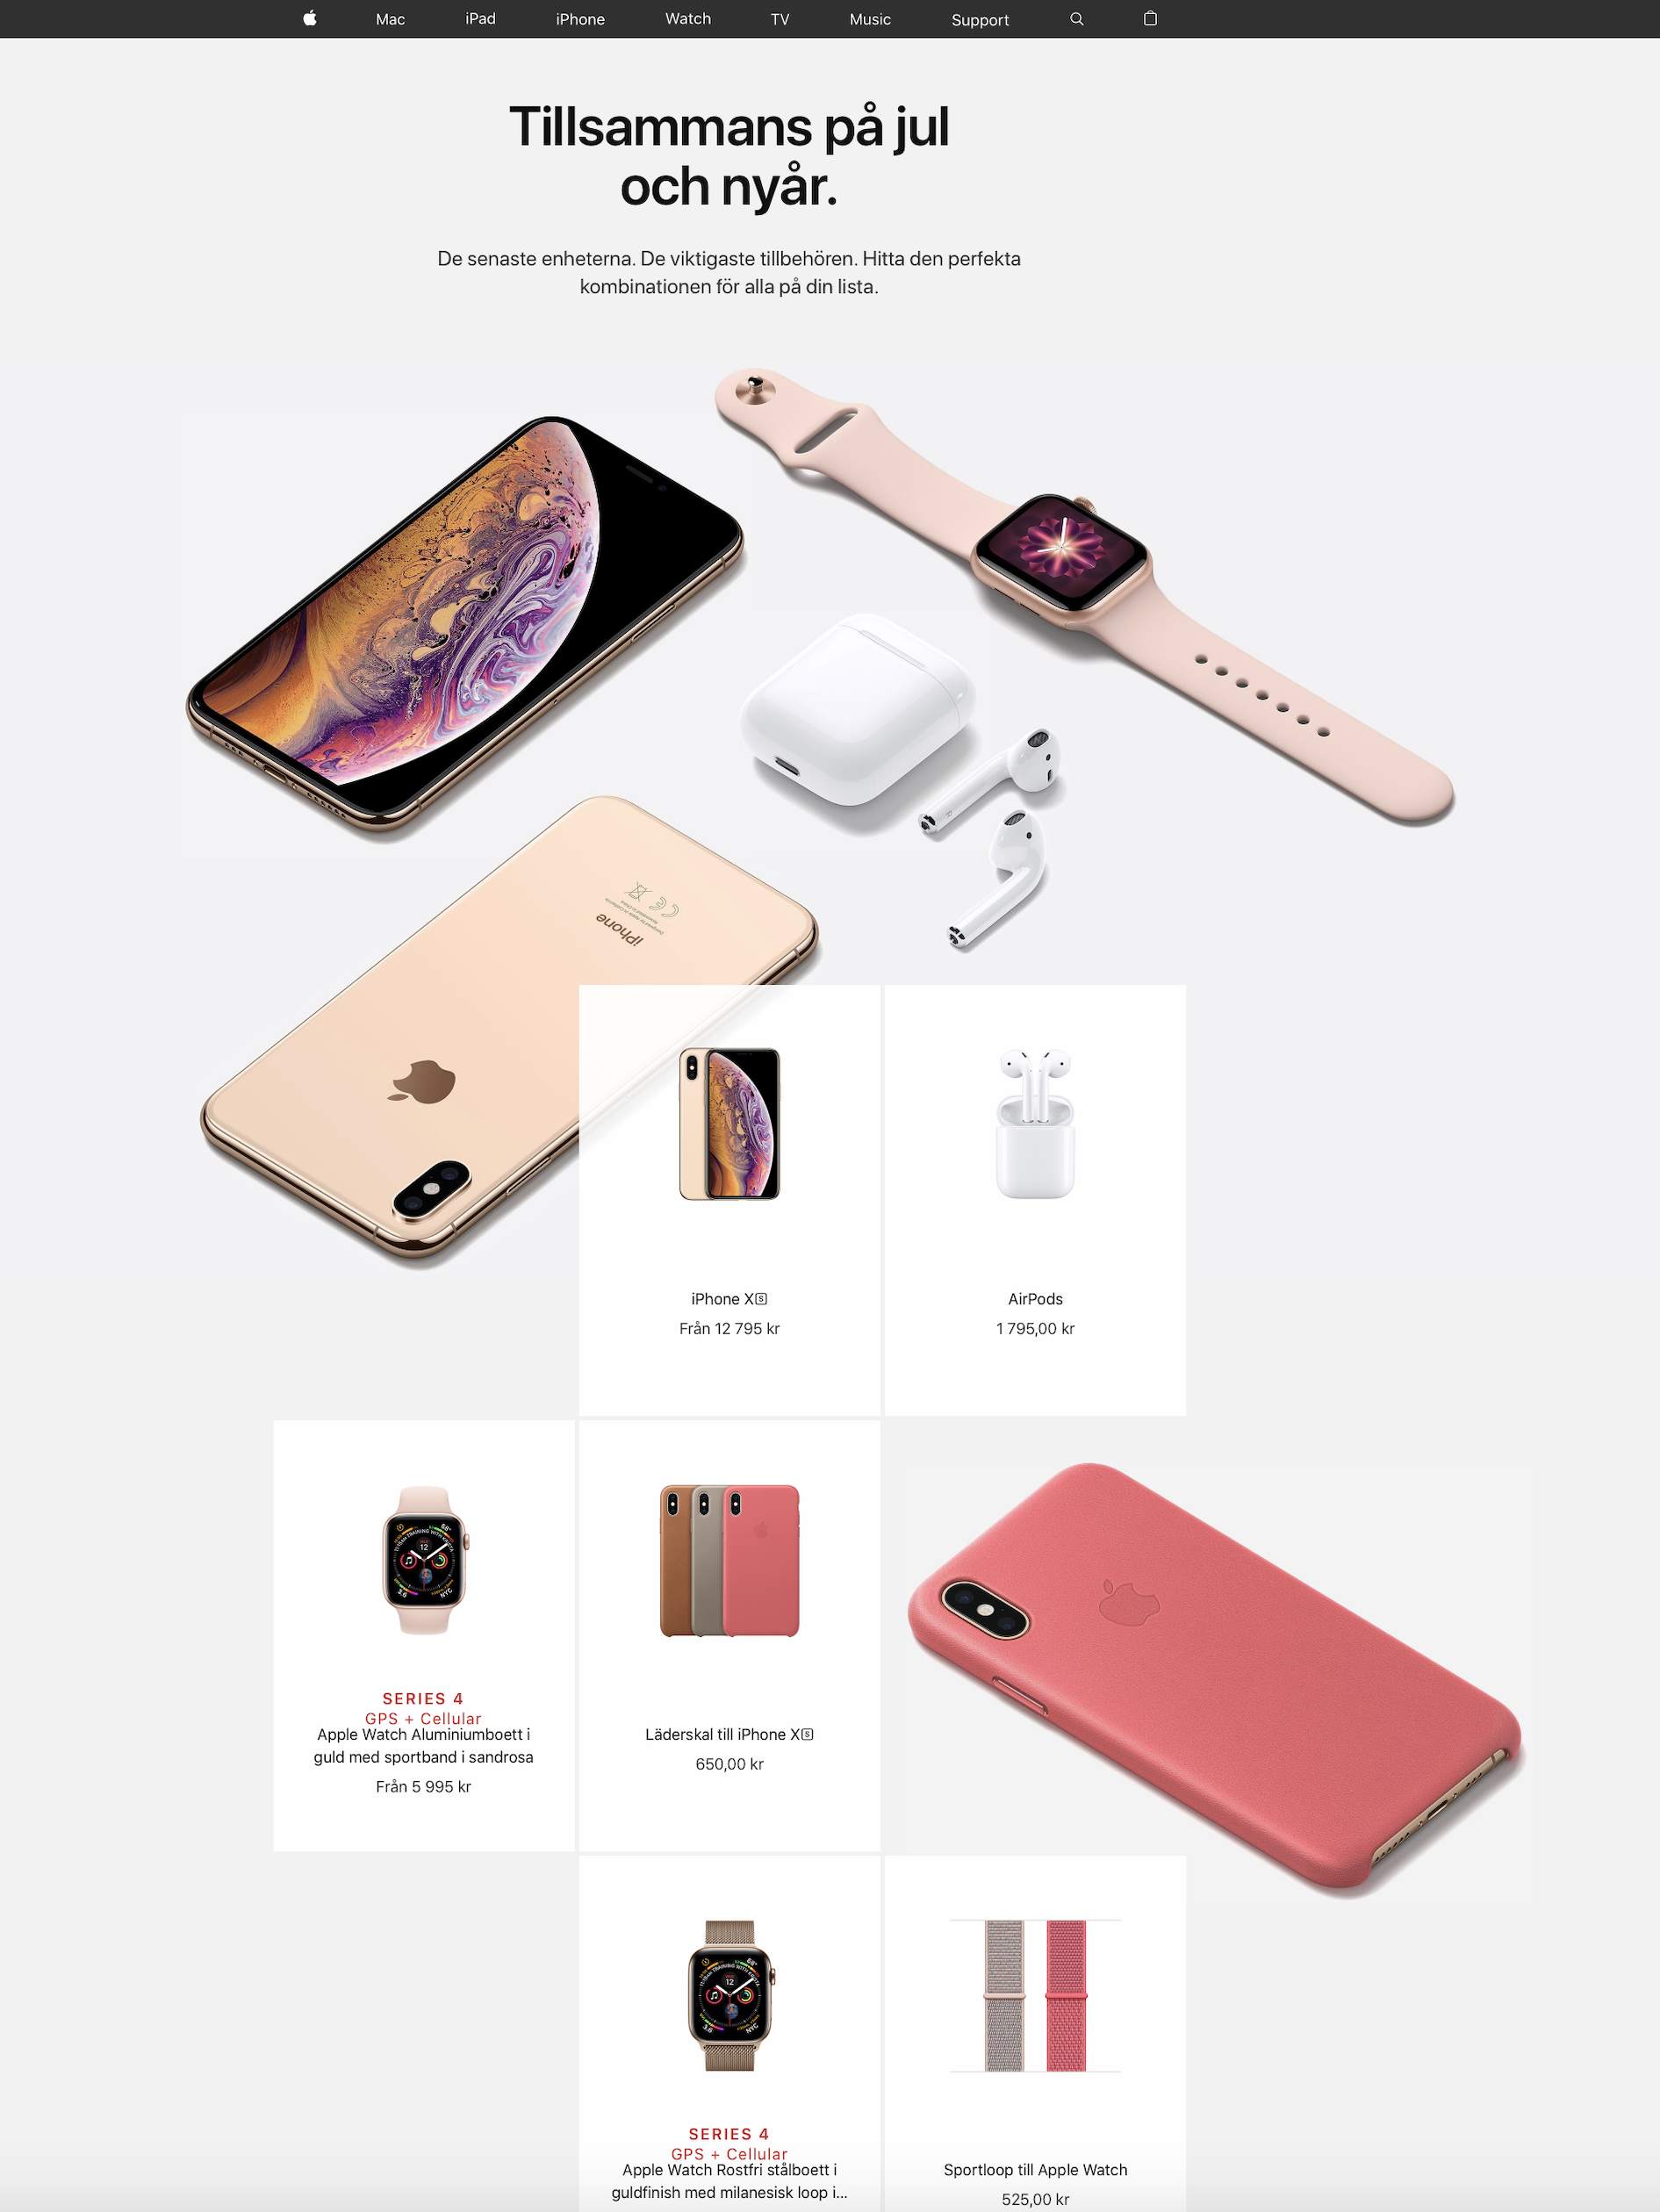 Mac iPad iPhone Watch TV Music Support
Tillsammans på jul
och nyår.
De senaste enheterna. De viktigaste tillbehören. Hitta den perfekta
kombinationen för alla på din lista.
iPhone
iPhone X🅂
Från 12 795 kr
AirPods
1 795,00 kr
SERIES 4
GPS + Cellular
Apple Watch Aluminiumboett i
guld med sportband i sandrosa
Från 5 995 kr
Läderskal till iPhone X🅂
650,00 kr
SERIES 4
GPS + Cellular
Apple Watch Rostfri stålboett i
guldfinish med milanesisk loop i...
Sportloop till Apple Watch
525,00 kr